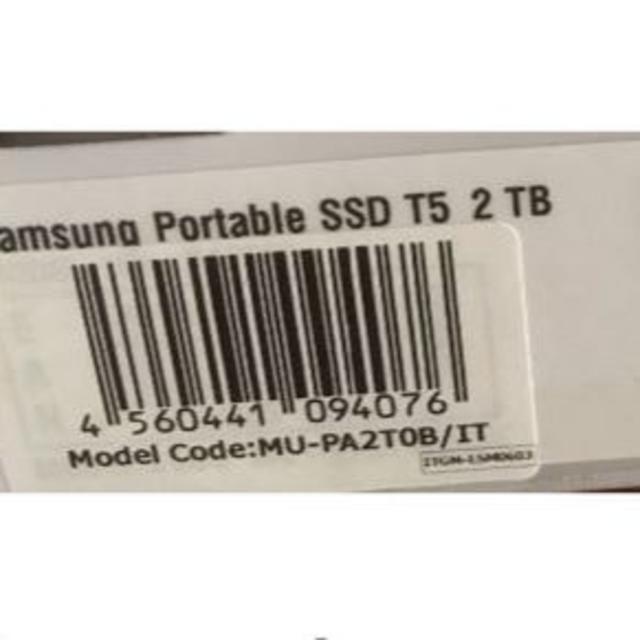 amsung Portable SSD T5 2 TB
4 560441 094076
Model Code:MU-PA2T0B/IT